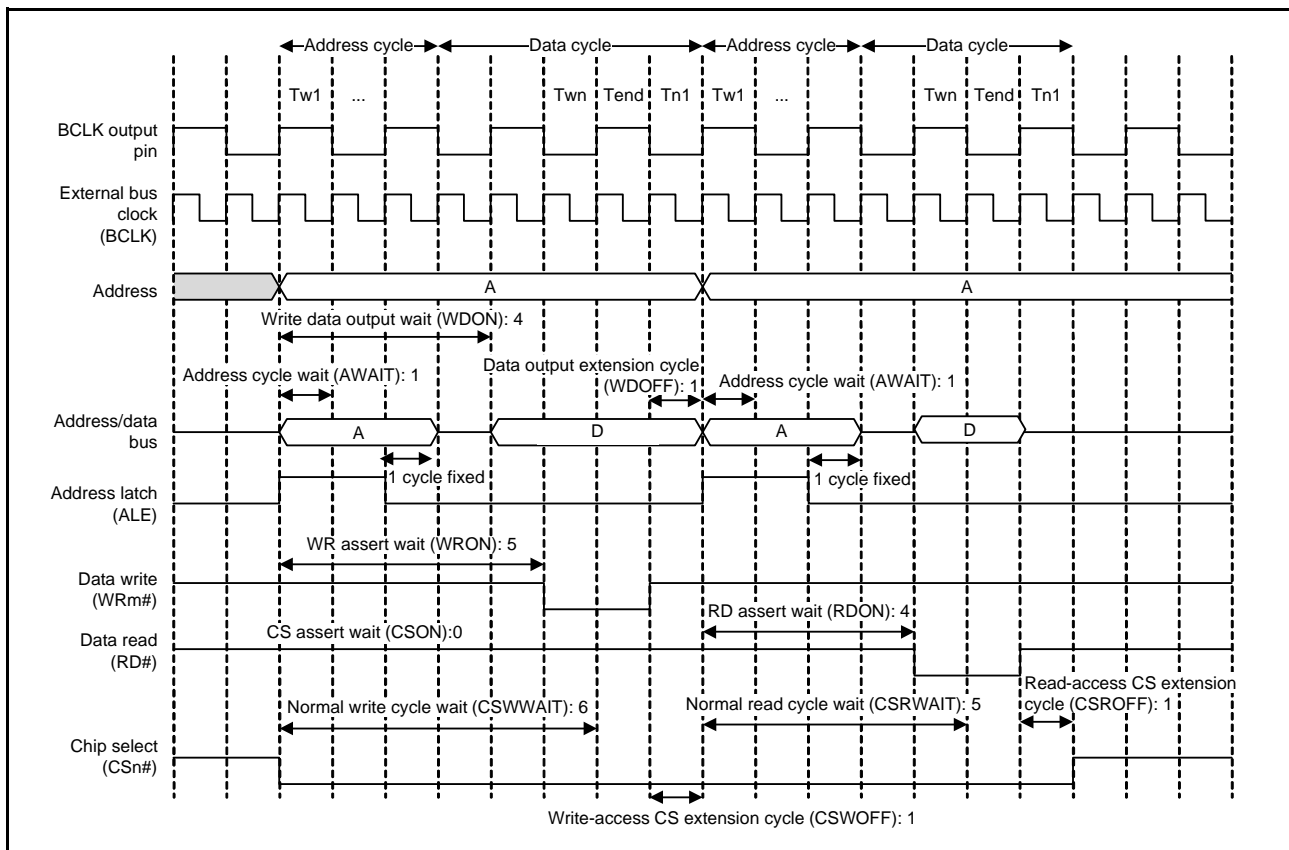 Address cycle Data cycle Address cycle Data cycle
Tw1 ... Twn Tend Tn1 Tw1 ... Twn Tend Tn1
BCLK output
pin
External bus
clock
(BCLK)
Address
A A
Write data output wait (WDON): 4
Data output extension cycle
(WDOFF): 1
Address cycle wait (AWAIT): 1
Address cycle wait (AWAIT): 1
Address/data
bus
A D A D
1 cycle fixed
1 cycle fixed
Address latch
(ALE)
WR assert wait (WRON): 5
Data write
(WRm#)
RD assert wait (RDON): 4
CS assert wait (CSON):0
Data read
(RD#)
Read-access CS extension
cycle (CSROFF): 1
Normal write cycle wait (CSWWAIT): 6
Normal read cycle wait (CSRWAIT): 5
Chip select
(CSn#)
Write-access CS extension cycle (CSWOFF): 1